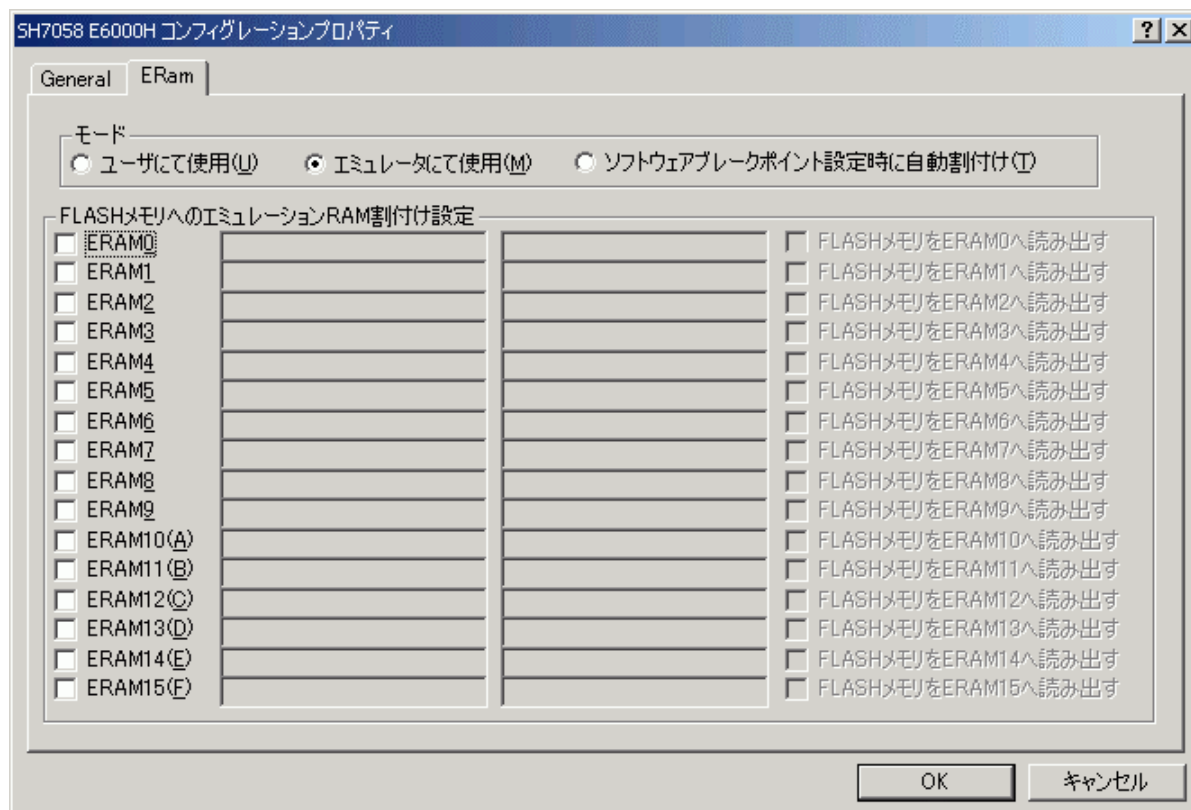 SH7058 E6000H コンフィグレーションプロパティ
General ERam
モード
ユーザにて使用(U) エミュレータにて使用(M) ソフトウェアブレークポイント設定時に自動割付け(T)
FLASHメモリへのエミュレーションRAM割付け設定
ERAM0 FLASHメモリをERAM0へ読み出す
ERAM1 FLASHメモリをERAM1へ読み出す
ERAM2 FLASHメモリをERAM2へ読み出す
ERAM3 FLASHメモリをERAM3へ読み出す
ERAM4 FLASHメモリをERAM4へ読み出す
ERAM5 FLASHメモリをERAM5へ読み出す
ERAM6 FLASHメモリをERAM6へ読み出す
ERAM7 FLASHメモリをERAM7へ読み出す
ERAM8 FLASHメモリをERAM8へ読み出す
ERAM9 FLASHメモリをERAM9へ読み出す
ERAM10(A) FLASHメモリをERAM10へ読み出す
ERAM11(B) FLASHメモリをERAM11へ読み出す
ERAM12(C) FLASHメモリをERAM12へ読み出す
ERAM13(D) FLASHメモリをERAM13へ読み出す
ERAM14(E) FLASHメモリをERAM14へ読み出す
ERAM15(F) FLASHメモリをERAM15へ読み出す
OK キャンセル